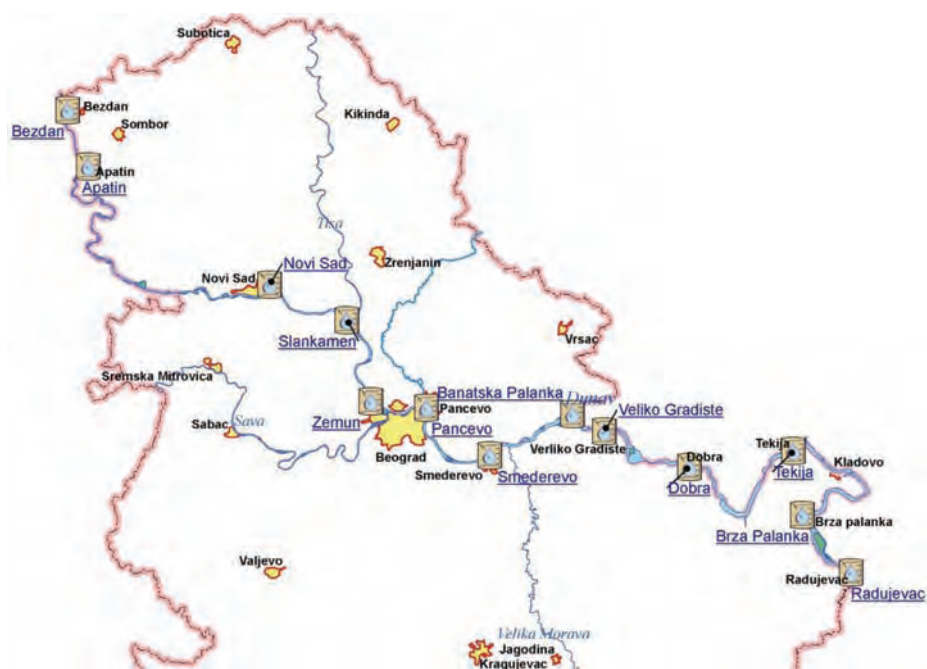 Subotica
Bezdan
Bezdan
Sombor
Kikinda
Apatin
Apatin
Tisa
Novi Sad
Novi Sad
Zrenjanin
Slankamen
Vrsac
Sremska Mitrovica
Banatska Palanka
Dunav
Sabac
Sava
Zemun
Pancevo
Pancevo
Veliko Gradiste
Beograd
Verliko Gradište
Smederevo
Smederevo
Dobra
Dobra
Tekija
Tekija
Kladovo
Brza Palanka
Brza palanka
Valjevo
Radujevac
Radujevac
Velika Morava
Jagodina
Kragujevac